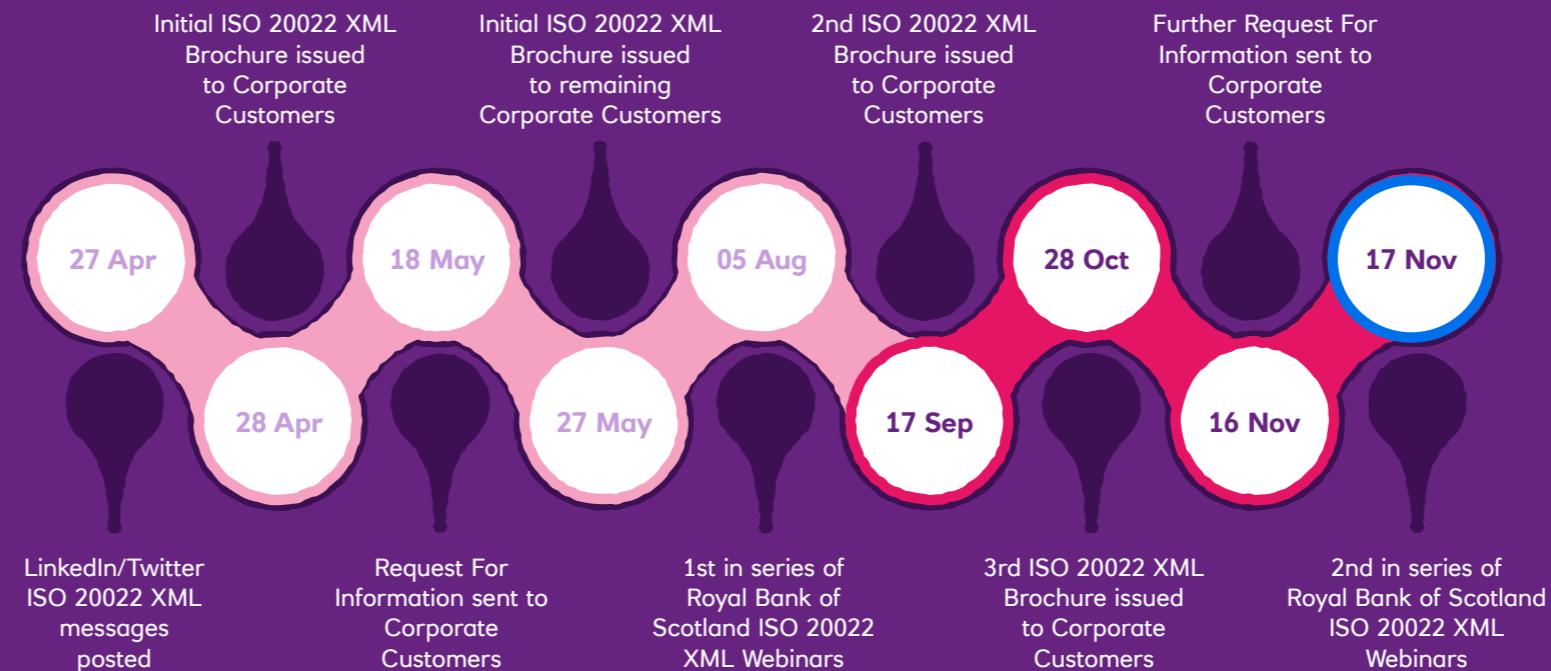 Initial ISO 20022 XML
Brochure issued
to Corporate
Customers
Initial ISO 20022 XML
Brochure issued
to remaining
Corporate Customers
2nd ISO 20022 XML
Brochure issued
to Corporate
Customers
Further Request For
Information sent to
Corporate
Customers
27 Apr
18 May
05 Aug
28 Oct
17 Nov
28 Apr
27 May
17 Sep
16 Nov
LinkedIn/Twitter
ISO 20022 XML
messages
posted
Request For
Information sent to
Corporate
Customers
1st in series of
Royal Bank of
Scotland ISO 20022
XML Webinars
3rd ISO 20022 XML
Brochure issued
to Corporate
Customers
2nd in series of
Royal Bank of Scotland
ISO 20022 XML
Webinars